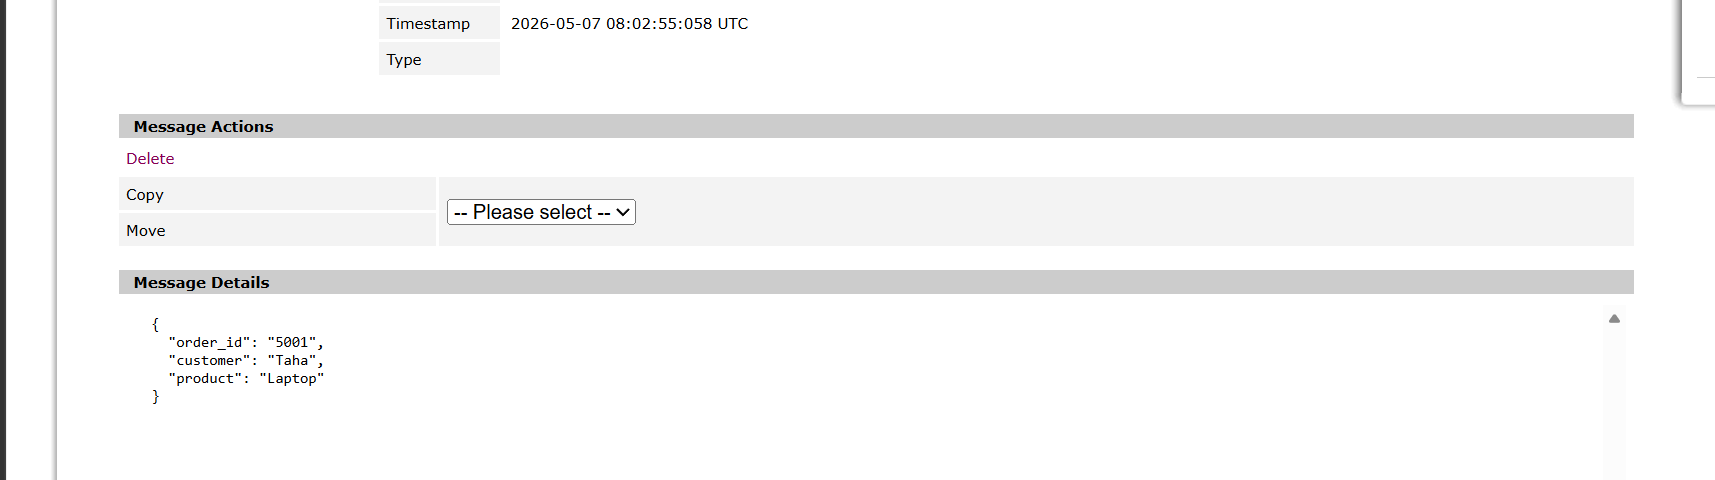 Timestamp 2026-05-07 08:02:55:058 UTC
Type
Message Actions
Delete
Copy
-- Please select --
Move
Message Details
{
"order_id": "5001",
"customer": "Taha",
"product": "Laptop"
}